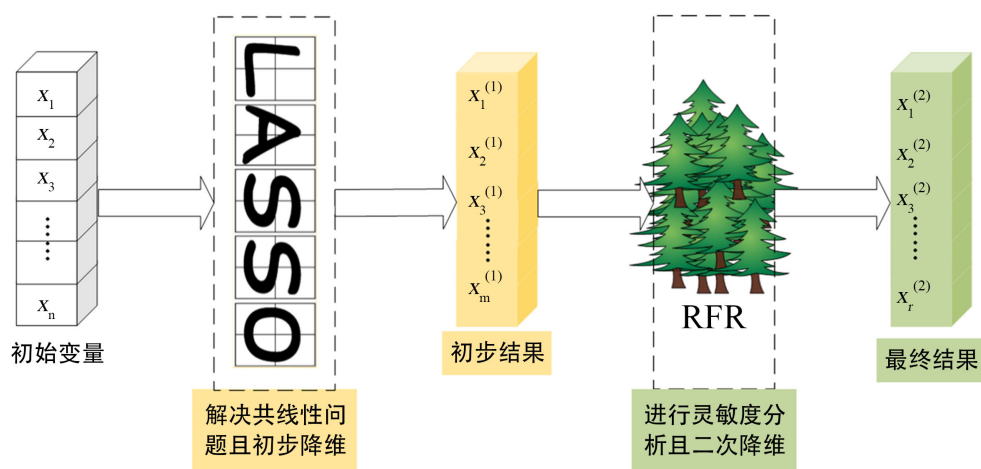 X₁
X₂
X₃
……
Xₙ
初始变量
LASSO
解决共线性问
题且初步降维
X₁⁽¹⁾
X₂⁽¹⁾
X₃⁽¹⁾
……
Xₘ⁽¹⁾
初步结果
RFR
进行灵敏度分
析且二次降维
X₁⁽²⁾
X₂⁽²⁾
X₃⁽²⁾
……
Xᵣ⁽²⁾
最终结果